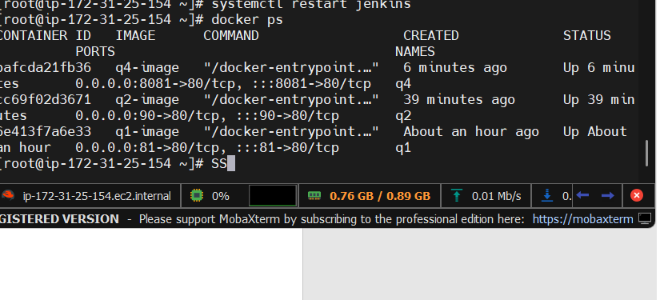 [root@ip-172-31-25-154 ~]# systemctl restart jenkins
[root@ip-172-31-25-154 ~]# docker ps
CONTAINER ID   IMAGE      COMMAND                  CREATED             STATUS
PORTS                                   NAMES
bafcda21fb36   q4-image   "/docker-entrypoint.…"   6 minutes ago       Up 6 minu
tes   0.0.0.0:8081->80/tcp, :::8081->80/tcp   q4
cc69f02d3671   q2-image   "/docker-entrypoint.…"   39 minutes ago      Up 39 min
utes   0.0.0.0:90->80/tcp, :::90->80/tcp       q2
5e413f7a6e33   q1-image   "/docker-entrypoint.…"   About an hour ago   Up About
an hour   0.0.0.0:81->80/tcp, :::81->80/tcp       q1
[root@ip-172-31-25-154 ~]# SS
ip-172-31-25-154.ec2.internal 0% 0.76 GB / 0.89 GB 0.01 Mb/s 0.
GISTERED VERSION - Please support MobaXterm by subscribing to the professional edition here: https://mobaxterm